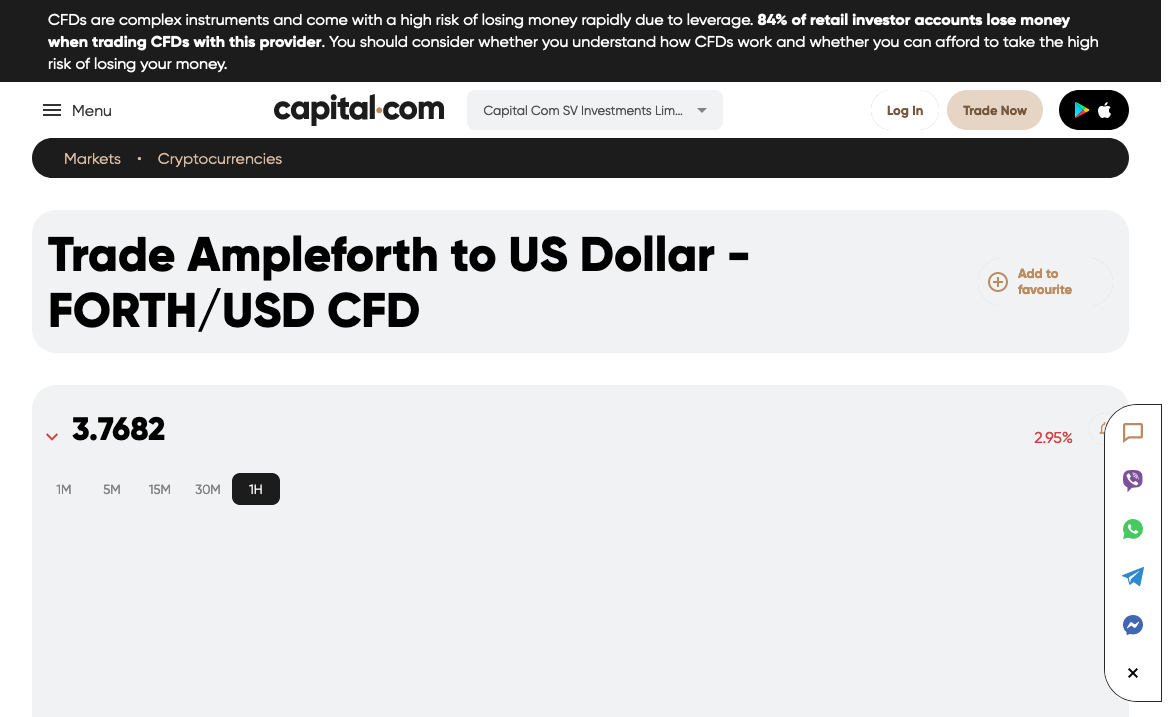 CFDs are complex instruments and come with a high risk of losing money rapidly due to leverage. 84% of retail investor accounts lose money
when trading CFDs with this provider. You should consider whether you understand how CFDs work and whether you can afford to take the high
risk of losing your money.
Menu
capital.com
Capital Com SV Investments Lim...
Log In
Trade Now
Markets
Cryptocurrencies
Trade Ampleforth to US Dollar -
FORTH/USD CFD
Add to
favourite
3.7682
2.95%
1M
5M
15M
30M
1H